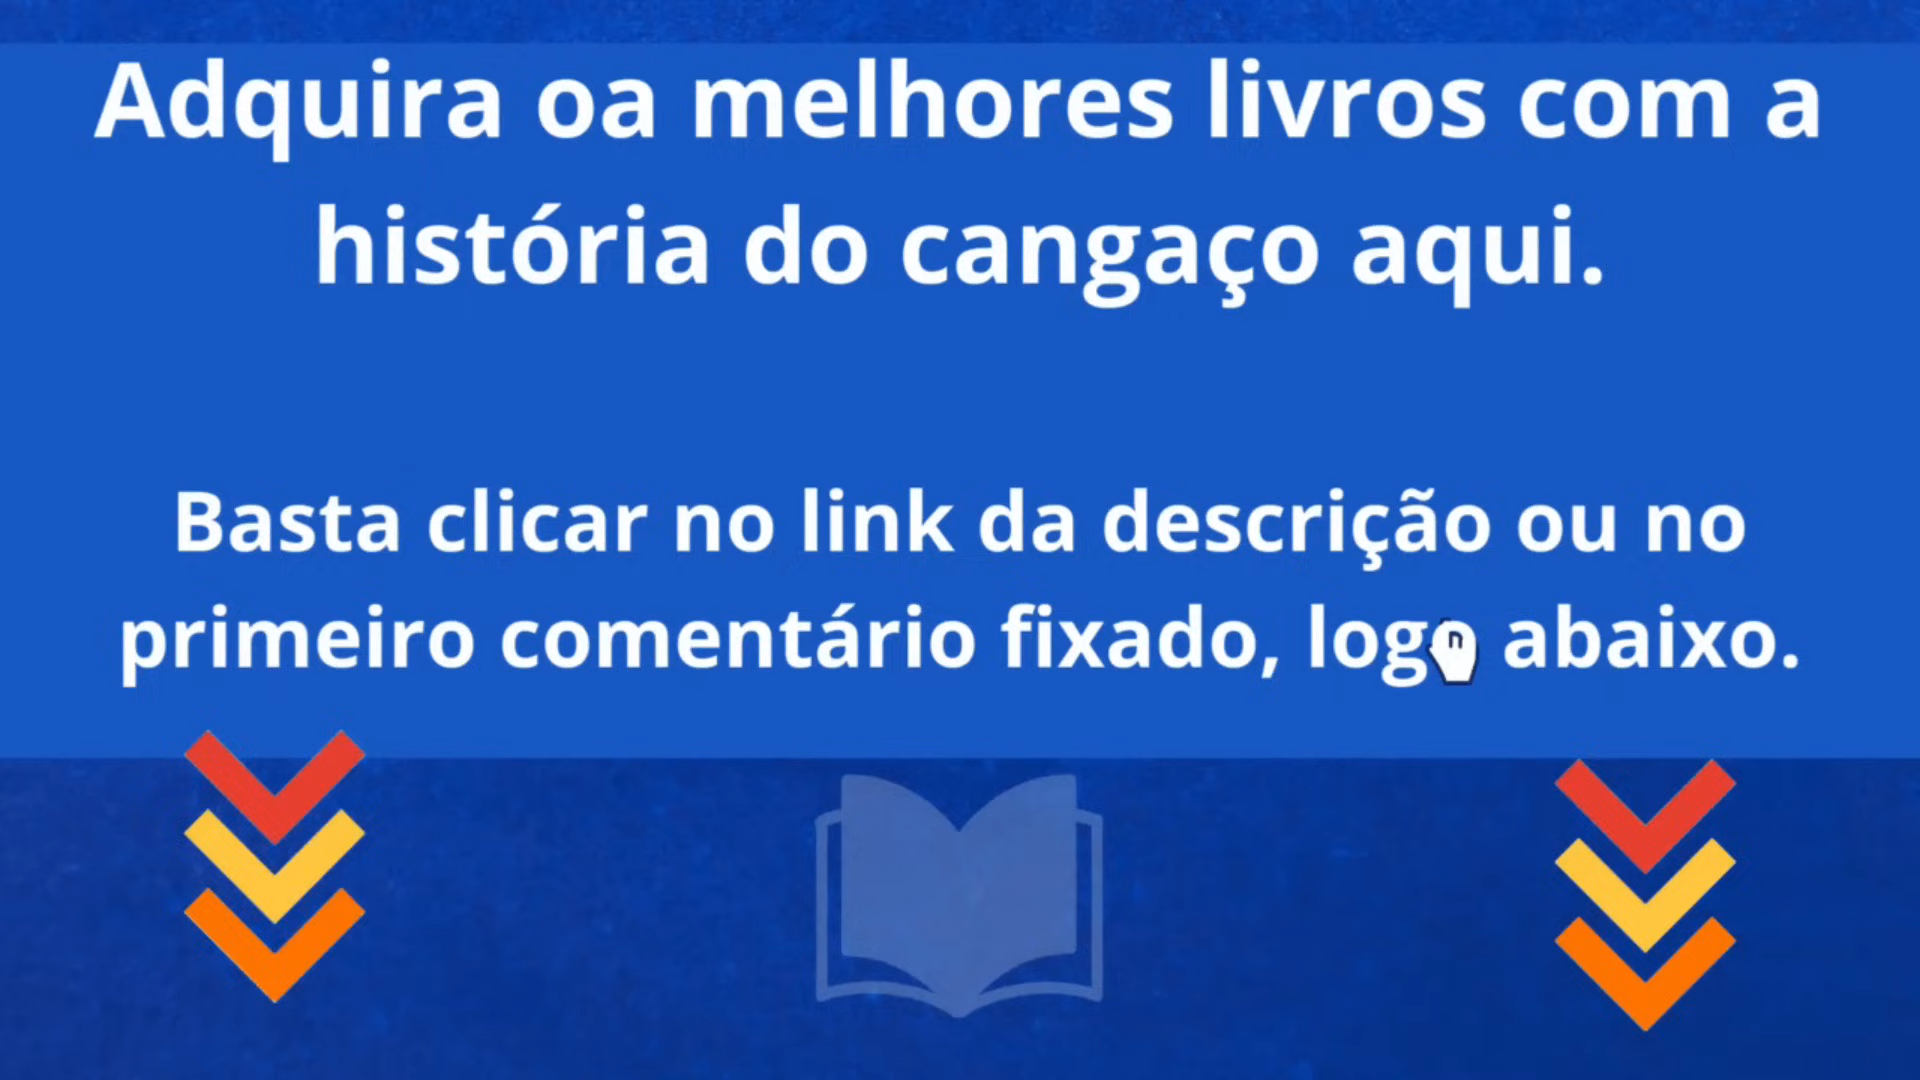 Adquira oa melhores livros com a
história do cangaço aqui.
Basta clicar no link da descrição ou no
primeiro comentário fixado, logo abaixo.